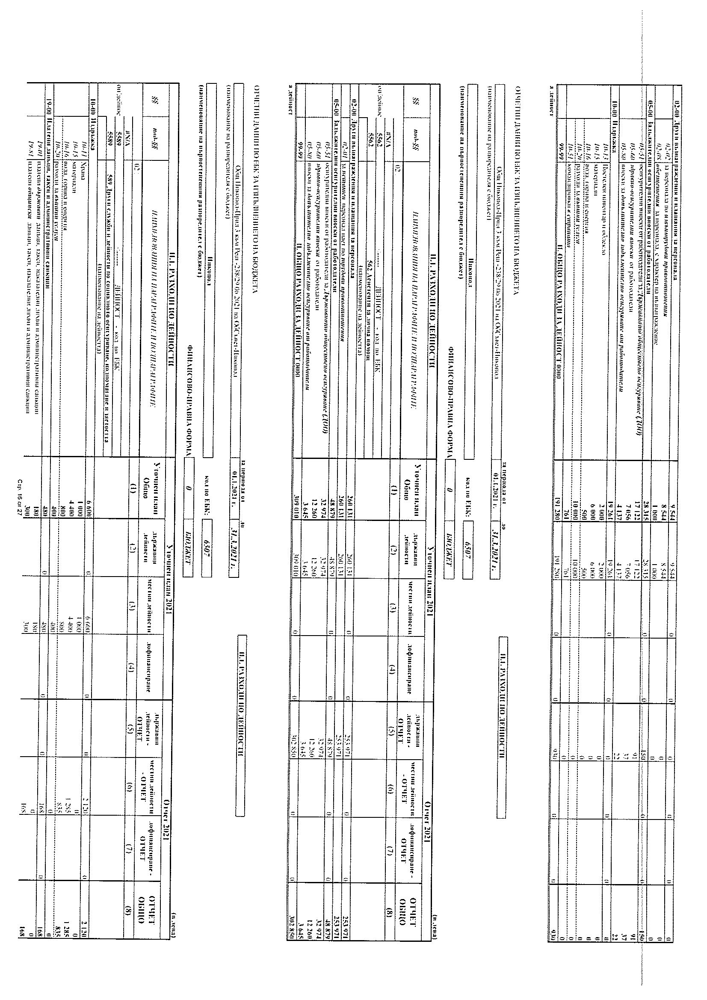 02-00 Други възнаграждения и плащания за персонала 9 544 9 544 0 0 0 0 0 0
02-02 за персонала по извънтрудови правоотношения 8 544 8 544 0 0
02-08 обезщетения за персонала, с характер на възнаграждение 1 000 1 000 0 0
05-00 Задължителни осигурителни вноски от работодатели 28 315 28 315 0 0 150 0 0 150
05-51 осигурителни вноски от работодатели за Държавното обществено осигуряване (ДОО) 17 122 17 122 91 91
05-60 здравно-осигурителни вноски от работодатели 7 056 7 056 37 37
05-80 вноски за допълнително задължително осигуряване от работодатели 4 137 4 137 22 22
10-00 Издръжка 19 261 19 261 0 0 0 0 0 0
10-13 Постелен инвентар и облекло 2 000 2 000 0 0
10-15 материали 6 000 6 000 0 0
10-16 вода, горива и енергия 500 500 0 0
10-20 разходи за външни услуги 10 000 10 000 0 0
10-51 командировки в страната 761 761 0 0
99-99 II. ОБЩО РАЗХОДИ ЗА ДЕЙНОСТ 0000 191 280 191 280 0 0 930 0 0 930
а дейност
ОТЧЕТНИ ДАННИ ПО ЕБК ЗА ИЗПЪЛНЕНИЕТО НА БЮДЖЕТА
за периода от до
Общ Никопол-Прил 3 към Реш -238/29 06 2021 на ОбСъвет-Никопол 01.1.2021 г. 31.3.2021 г. II.1. РАЗХОДИ ПО ДЕЙНОСТИ
(наименование на разпоредителя с бюджет)
Никопол код по ЕБК: 6507
(наименование на първостепенния разпоредител с бюджет)
ФИНАНСОВО-ПРАВНА ФОРМА 0 БЮДЖЕТ
(в лева)
II.1. РАЗХОДИ ПО ДЕЙНОСТИ Уточнен план 2021 Отчет 2021
§§ под-§§ НАИМЕНОВАНИЕ НА ПАРАГРАФИТЕ И ПОДПАРАГРАФИТЕ Уточнен план Общо държавни дейности местни дейности дофинансиране държавни дейности - ОТЧЕТ местни дейности - ОТЧЕТ дофинансиране - ОТЧЕТ ОТЧЕТ ОБЩО
02 (1) (2) (3) (4) (5) (6) (7) (8)
#N/A
од дейнос 5562 ------- ДЕЙНОСТ - код по ЕБК
5562 562 Асистенти за лична помощ
(наименование на дейността)
02-00 Други възнаграждения и плащания за персонала 260 131 260 131 0 0 253 971 0 0 253 971
02-01 за нещатен персонал нает по трудови правоотношения 260 131 260 131 253 971 253 971
05-00 Задължителни осигурителни вноски от работодатели 48 879 48 879 0 0 48 879 0 0 48 879
05-51 осигурителни вноски от работодатели за Държавното обществено осигуряване (ДОО) 32 974 32 974 32 974 32 974
05-60 здравно-осигурителни вноски от работодатели 12 260 12 260 12 260 12 260
05-80 вноски за допълнително задължително осигуряване от работодатели 3 645 3 645 3 645 3 645
99-99 II. ОБЩО РАЗХОДИ ЗА ДЕЙНОСТ 0000 309 010 309 010 0 0 302 850 0 0 302 850
а дейност
ОТЧЕТНИ ДАННИ ПО ЕБК ЗА ИЗПЪЛНЕНИЕТО НА БЮДЖЕТА
за периода от до
Общ Никопол-Прил 3 към Реш -238/29 06 2021 на ОбСъвет-Никопол 01.1.2021 г. 31.3.2021 г. II.1. РАЗХОДИ ПО ДЕЙНОСТИ
(наименование на разпоредителя с бюджет)
Никопол код по ЕБК: 6507
(наименование на първостепенния разпоредител с бюджет)
ФИНАНСОВО-ПРАВНА ФОРМА 0 БЮДЖЕТ
(в лева)
II.1. РАЗХОДИ ПО ДЕЙНОСТИ Уточнен план 2021 Отчет 2021
§§ под-§§ НАИМЕНОВАНИЕ НА ПАРАГРАФИТЕ И ПОДПАРАГРАФИТЕ Уточнен план Общо държавни дейности местни дейности дофинансиране държавни дейности - ОТЧЕТ местни дейности - ОТЧЕТ дофинансиране - ОТЧЕТ ОТЧЕТ ОБЩО
02 (1) (2) (3) (4) (5) (6) (7) (8)
#N/A
од дейнос 5589 ------- ДЕЙНОСТ - код по ЕБК
5589 589 Други служби и дейности по социалното осигуряване, подпомагане и заетостта
(наименование на дейността)
10-00 Издръжка 6 600 0 6 600 0 0 2 120 0 2 120
10-11 Храна 1 000 1 000 0 0
10-15 материали 4 400 4 400 1 285 1 285
10-16 вода, горива и енергия 800 800 835 835
10-20 разходи за външни услуги 400 400 0 0
19-00 Платени данъци, такси и административни санкции 480 0 480 0 0 168 0 168
19-01 платени държавни данъци, такси, наказателни лихви и административни санкции 180 180 0 0
19-81 платени общински данъци, такси, наказателни лихви и административни санкции 300 300 168 168
Стр. 16 от 27